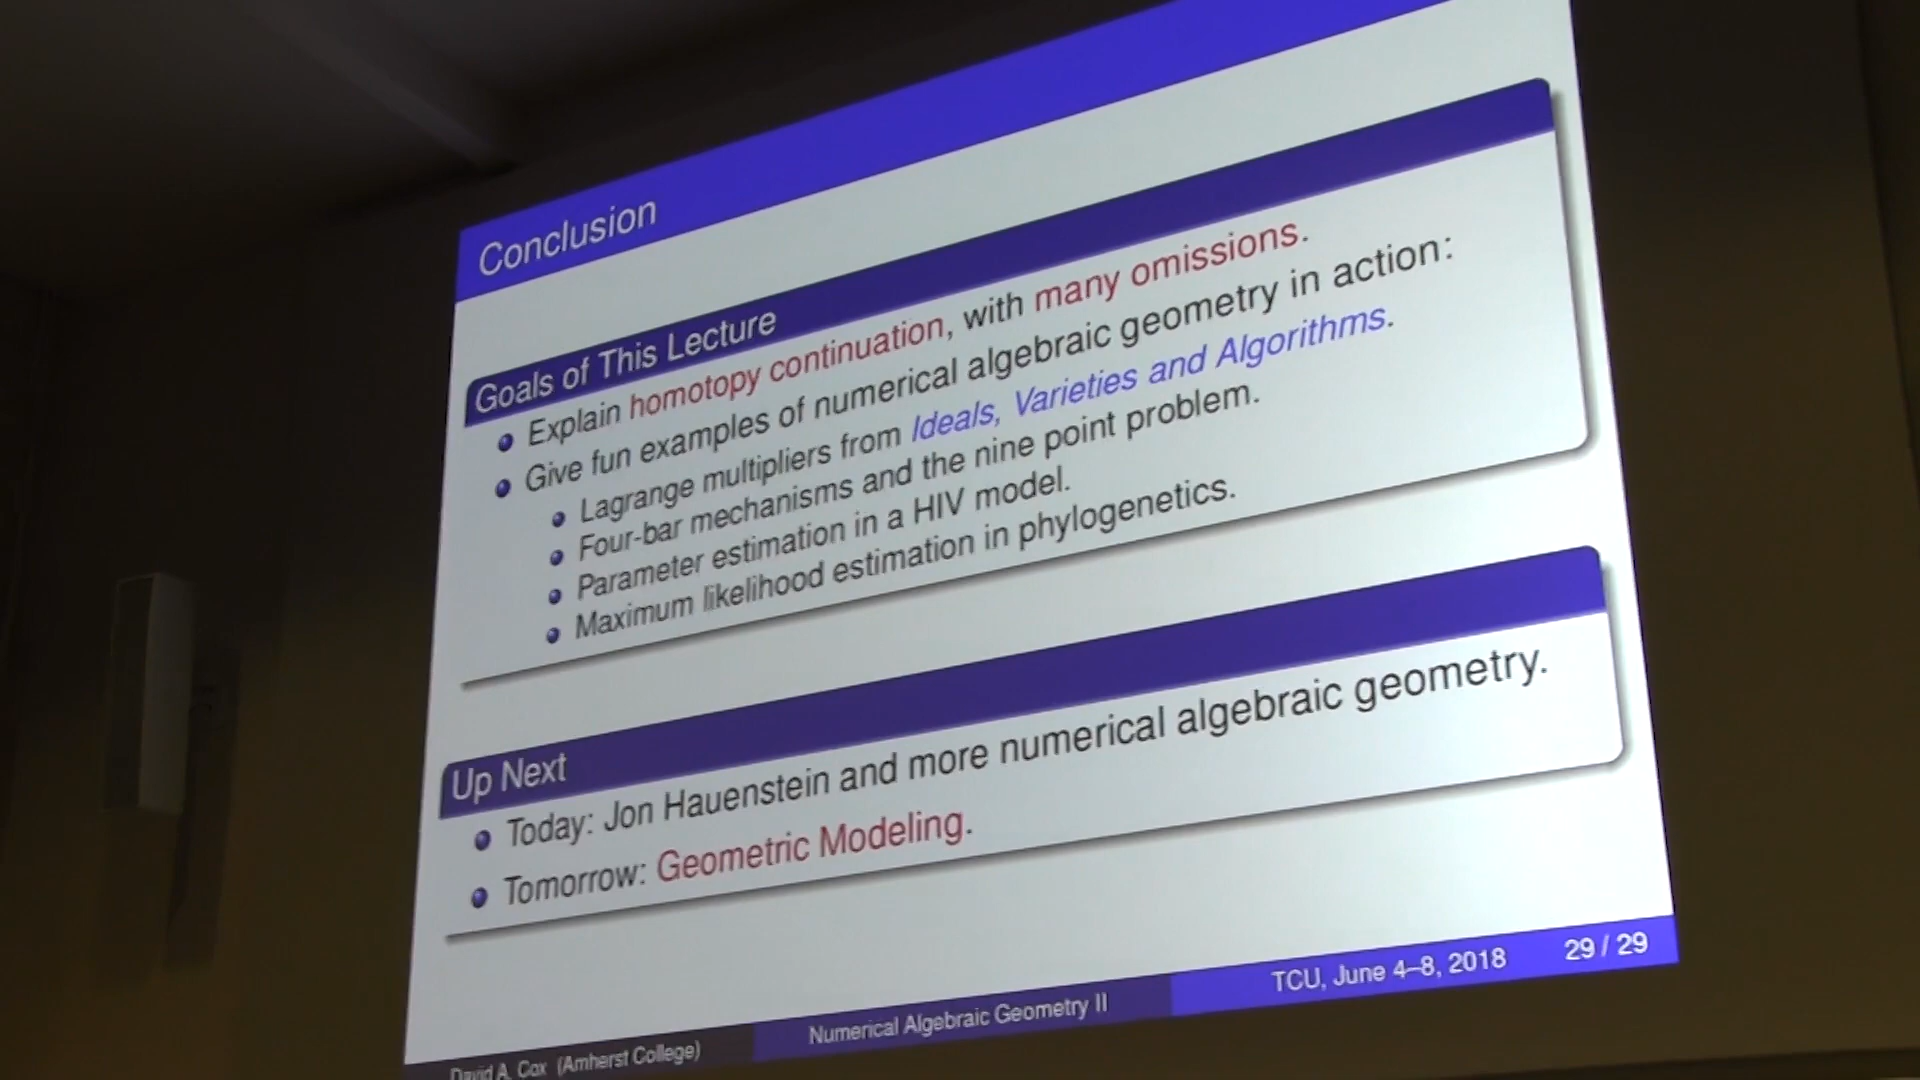 Conclusion
Goals of This Lecture
Explain homotopy continuation, with many omissions.
Give fun examples of numerical algebraic geometry in action:
Lagrange multipliers from Ideals, Varieties and Algorithms.
Four-bar mechanisms and the nine point problem.
Parameter estimation in a HIV model.
Maximum likelihood estimation in phylogenetics.
Up Next
Today: Jon Hauenstein and more numerical algebraic geometry.
Tomorrow: Geometric Modeling.
David A. Cox (Amherst College)
Numerical Algebraic Geometry II
TCU, June 4–8, 2018
29 / 29